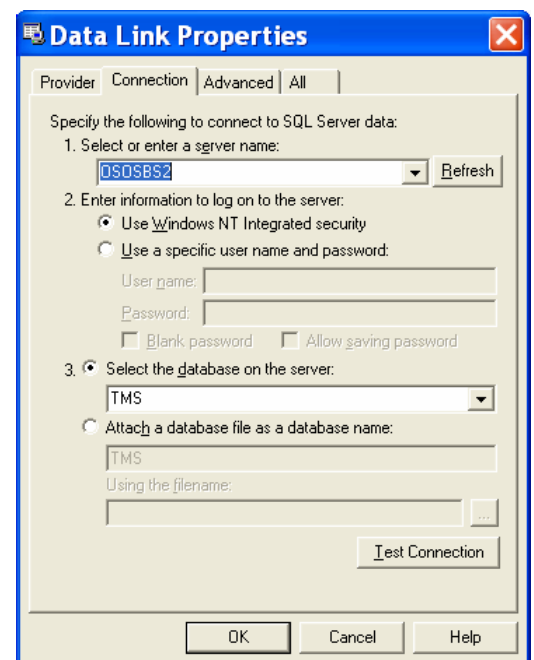 Data Link Properties
Provider Connection Advanced All
Specify the following to connect to SQL Server data:
1. Select or enter a server name:
OSOSBS2 Refresh
2. Enter information to log on to the server:
Use Windows NT Integrated security
Use a specific user name and password:
User name:
Password:
Blank password Allow saving password
3. Select the database on the server:
TMS
Attach a database file as a database name:
TMS
Using the filename:
...
Test Connection
OK Cancel Help